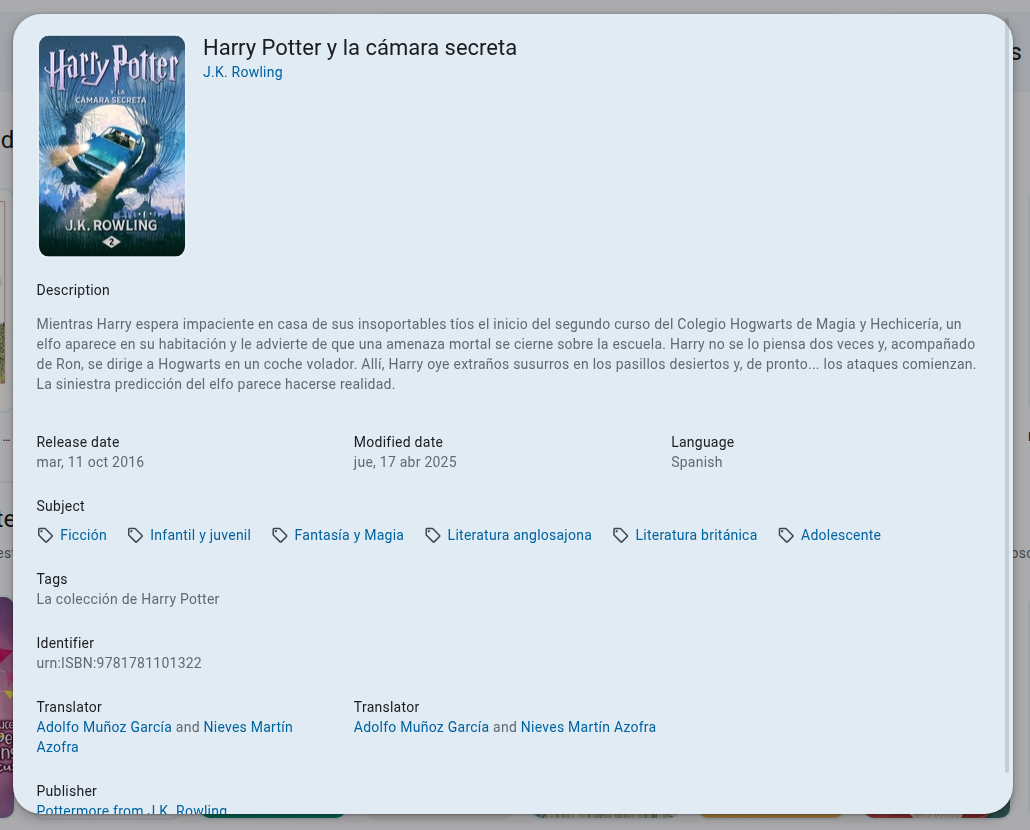 Harry Potter
Y LA
CÁMARA SECRETA
J.K. ROWLING
2
Harry Potter y la cámara secreta
J.K. Rowling
Description
Mientras Harry espera impaciente en casa de sus insoportables tíos el inicio del segundo curso del Colegio Hogwarts de Magia y Hechicería, un
elfo aparece en su habitación y le advierte de que una amenaza mortal se cierne sobre la escuela. Harry no se lo piensa dos veces y, acompañado
de Ron, se dirige a Hogwarts en un coche volador. Allí, Harry oye extraños susurros en los pasillos desiertos y, de pronto... los ataques comienzan.
La siniestra predicción del elfo parece hacerse realidad.
Release date
mar, 11 oct 2016
Modified date
jue, 17 abr 2025
Language
Spanish
Subject
Ficción Infantil y juvenil Fantasía y Magia Literatura anglosajona Literatura británica Adolescente
Tags
La colección de Harry Potter
Identifier
urn:ISBN:9781781101322
Translator
Adolfo Muñoz García and Nieves Martín
Azofra
Translator
Adolfo Muñoz García and Nieves Martín Azofra
Publisher
Pottermore from J.K. Rowling